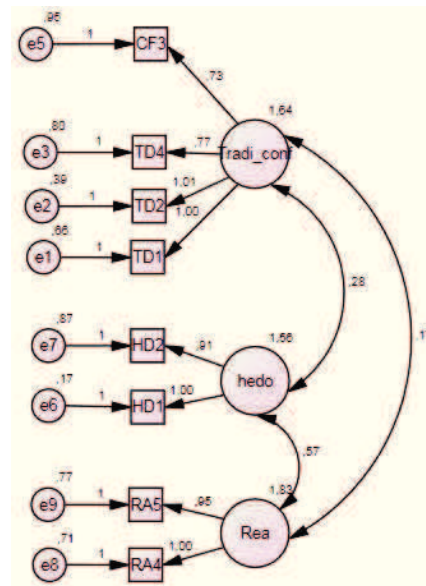 ,95
e5 1 CF3
,73
1,64
,80
e3 1 TD4 ,77 Tradi_conf
,39
1,01
e2 1 TD2
1,00
,66
e1 1 TD1
,28
,1
,87
1,56
e7 1 HD2 ,91
,17
hedo
e6 1 HD1 1,00
,57
,77
1,83
e9 1 RA5 ,95
,71
Rea
e8 1 RA4 1,00